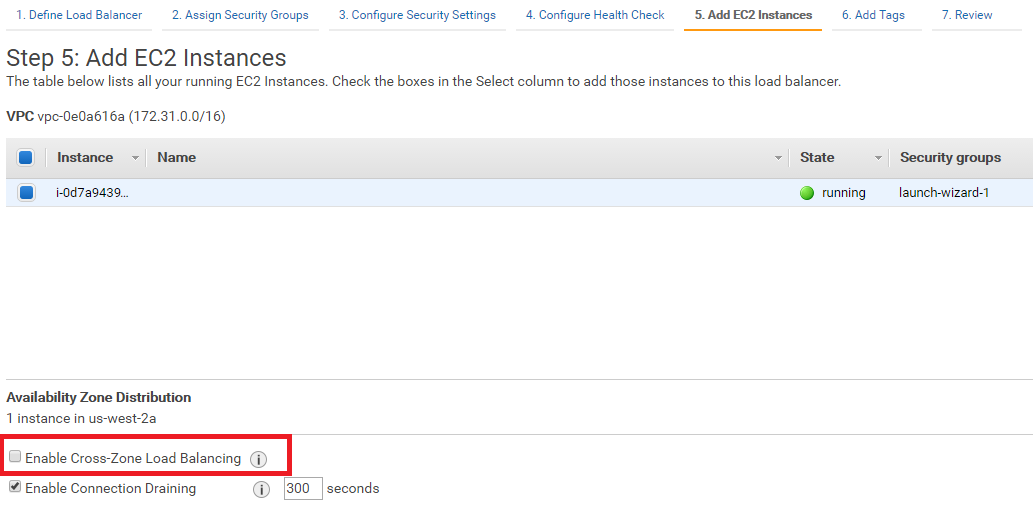 1. Define Load Balancer 2. Assign Security Groups 3. Configure Security Settings 4. Configure Health Check 5. Add EC2 Instances 6. Add Tags 7. Review
Step 5: Add EC2 Instances
The table below lists all your running EC2 Instances. Check the boxes in the Select column to add those instances to this load balancer.
VPC vpc-0e0a616a (172.31.0.0/16)
Instance Name State Security groups
i-0d7a9439... running launch-wizard-1
Availability Zone Distribution
1 instance in us-west-2a
Enable Cross-Zone Load Balancing i
Enable Connection Draining i 300 seconds